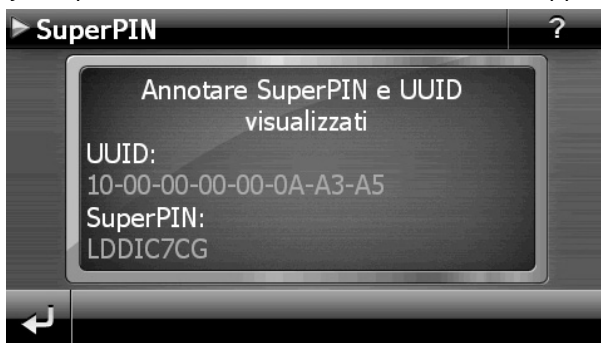 SuperPIN ?
Annotare SuperPIN e UUID
visualizzati
UUID:
10-00-00-00-00-0A-A3-A5
SuperPIN:
LDDIC7CG